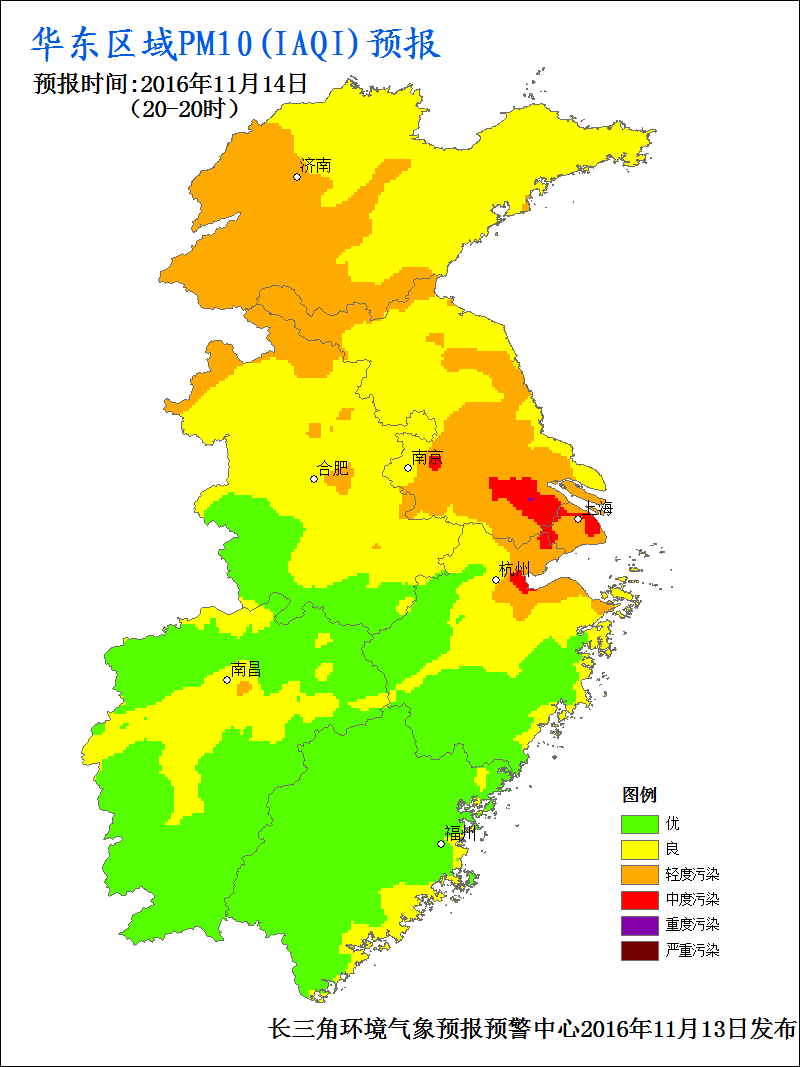 华东区域PM10(IAQI)预报
预报时间:2016年11月14日
（20-20时）
济南
南京
合肥
上海
杭州
南昌
福州
图例
优
良
轻度污染
中度污染
重度污染
严重污染
长三角环境气象预报预警中心2016年11月13日发布